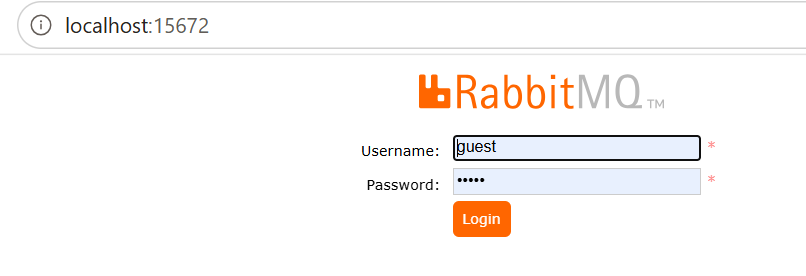 localhost:15672
RabbitMQ™
Username: guest *
Password: ••••• *
Login